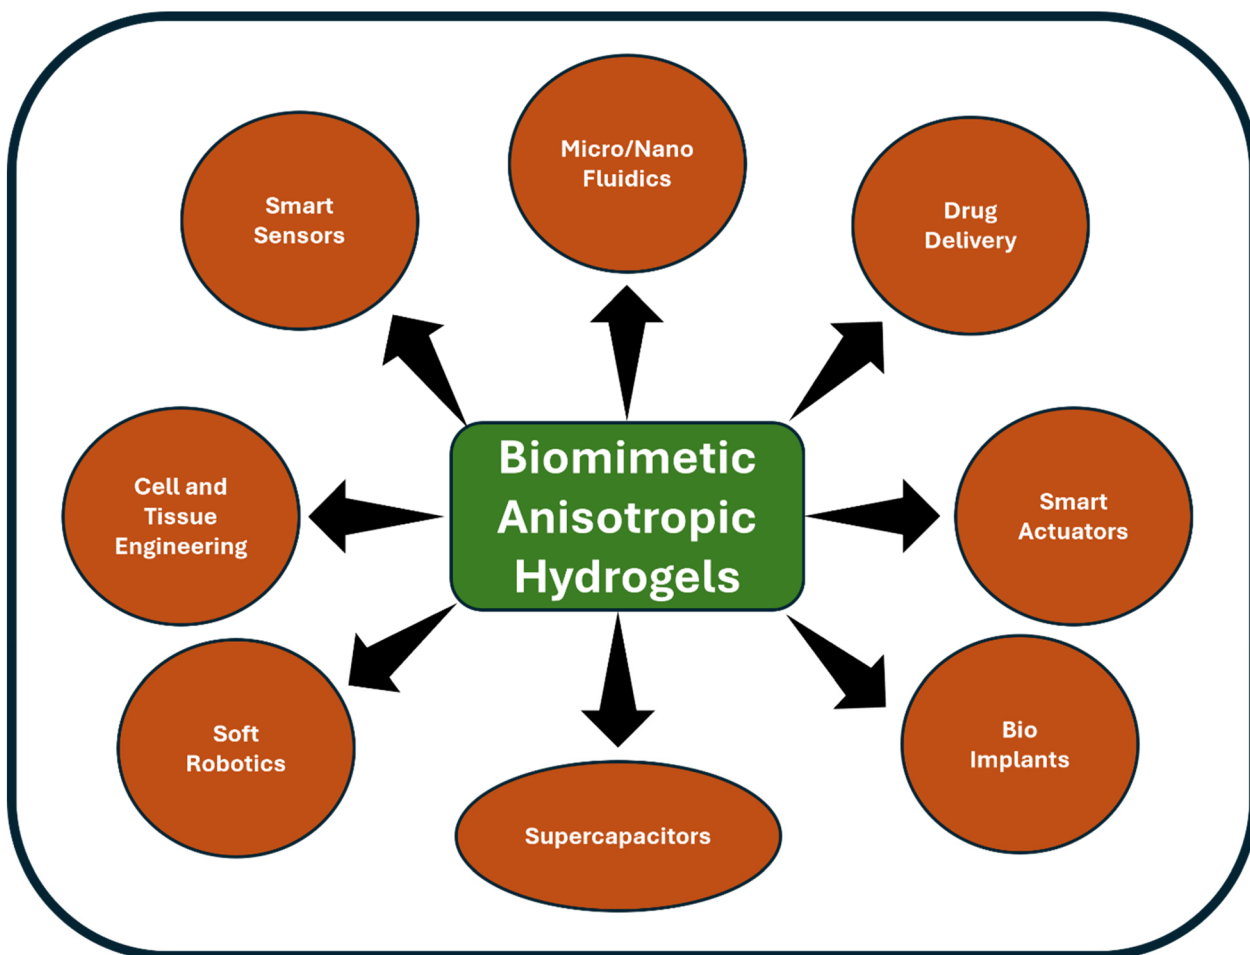 Micro/Nano
Fluidics
Smart
Sensors
Drug
Delivery
Biomimetic
Anisotropic
Hydrogels
Cell and
Tissue
Engineering
Smart
Actuators
Soft
Robotics
Bio
Implants
Supercapacitors